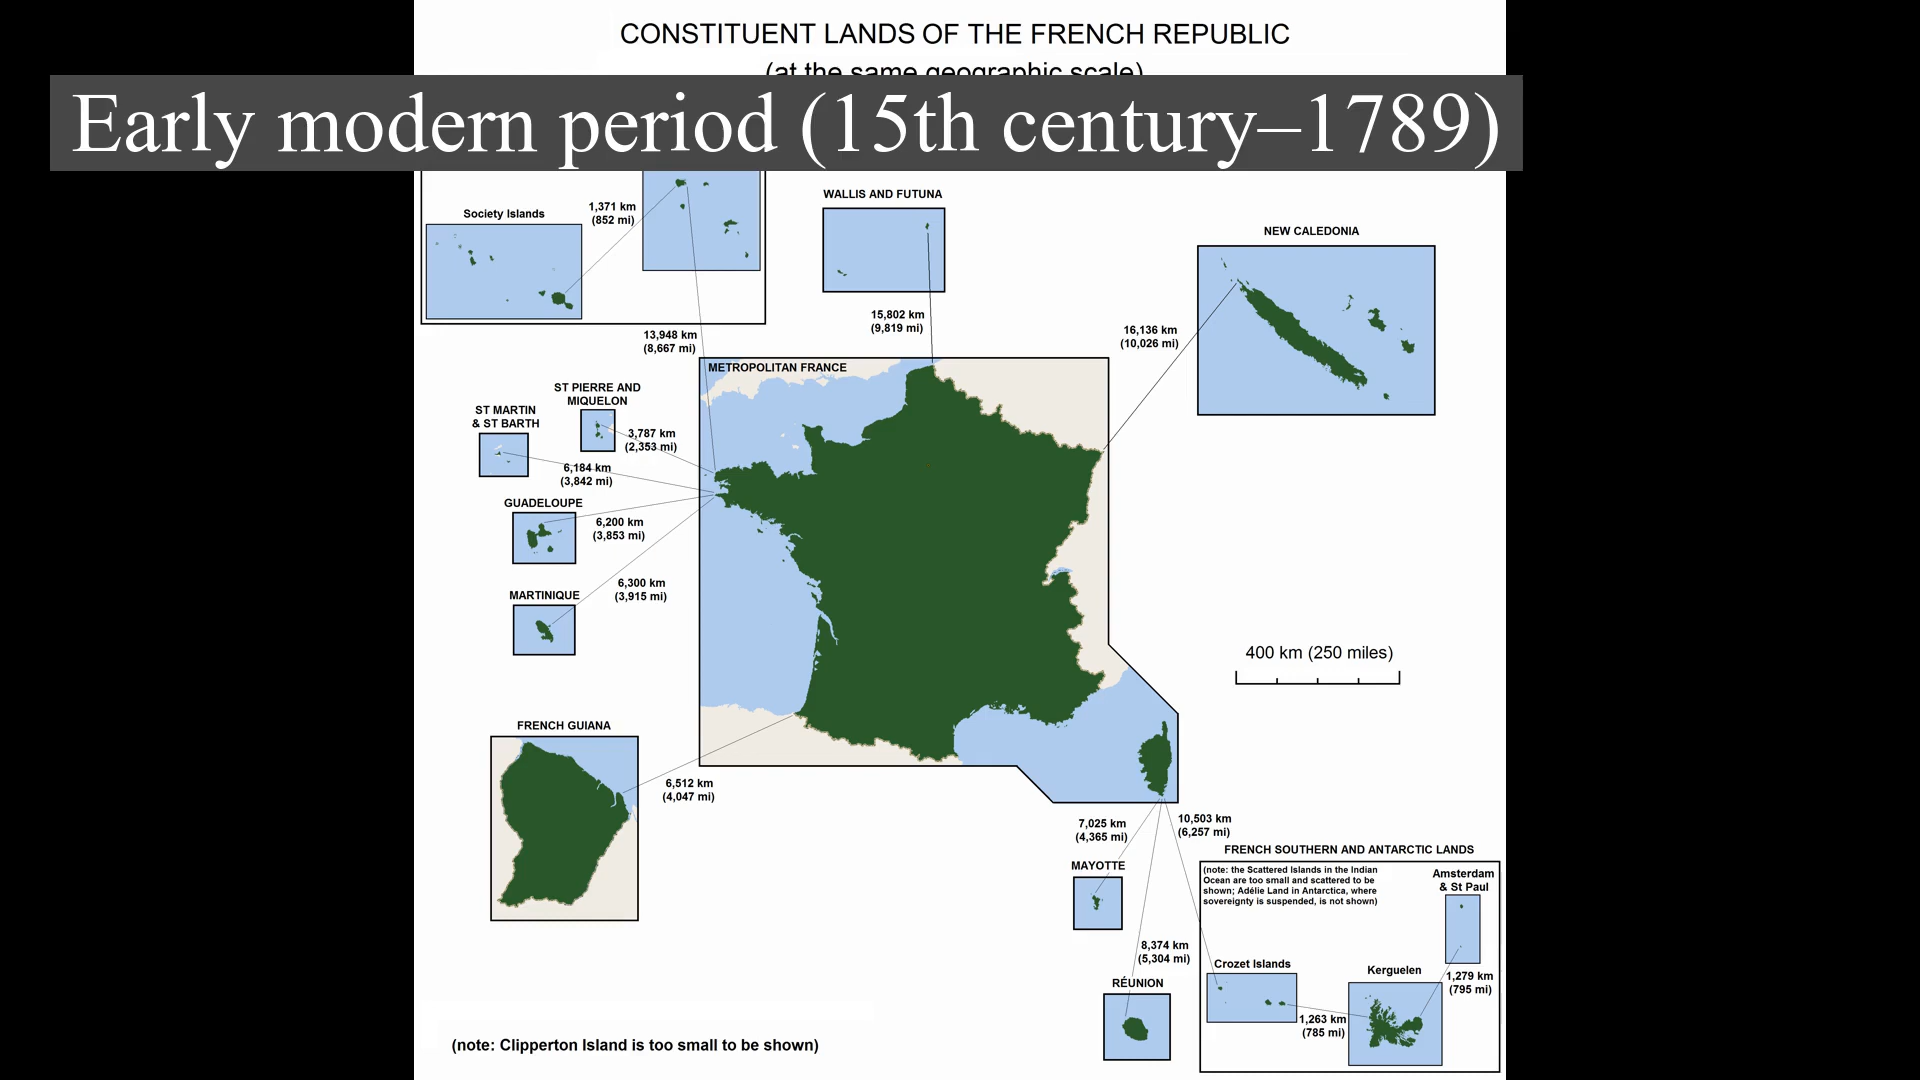 CONSTITUENT LANDS OF THE FRENCH REPUBLIC
(at the same geographic scale)
Early modern period (15th century–1789)
WALLIS AND FUTUNA
1,371 km
(852 mi)
Society Islands
NEW CALEDONIA
15,802 km
(9,819 mi)
16,136 km
(10,026 mi)
13,948 km
(8,667 mi)
METROPOLITAN FRANCE
ST PIERRE AND
MIQUELON
ST MARTIN
& ST BARTH
3,787 km
(2,353 mi)
6,184 km
(3,842 mi)
GUADELOUPE
6,200 km
(3,853 mi)
6,300 km
(3,915 mi)
MARTINIQUE
400 km (250 miles)
FRENCH GUIANA
6,512 km
(4,047 mi)
7,025 km
(4,365 mi)
10,503 km
(6,257 mi)
FRENCH SOUTHERN AND ANTARCTIC LANDS
MAYOTTE
(note: the Scattered Islands in the Indian
Ocean are too small and scattered to be
shown; Adélie Land in Antarctica, where
sovereignty is suspended, is not shown)
Amsterdam
& St Paul
8,374 km
(5,304 mi)
Crozet Islands
Kerguelen
1,279 km
(795 mi)
RÉUNION
1,263 km
(785 mi)
(note: Clipperton Island is too small to be shown)